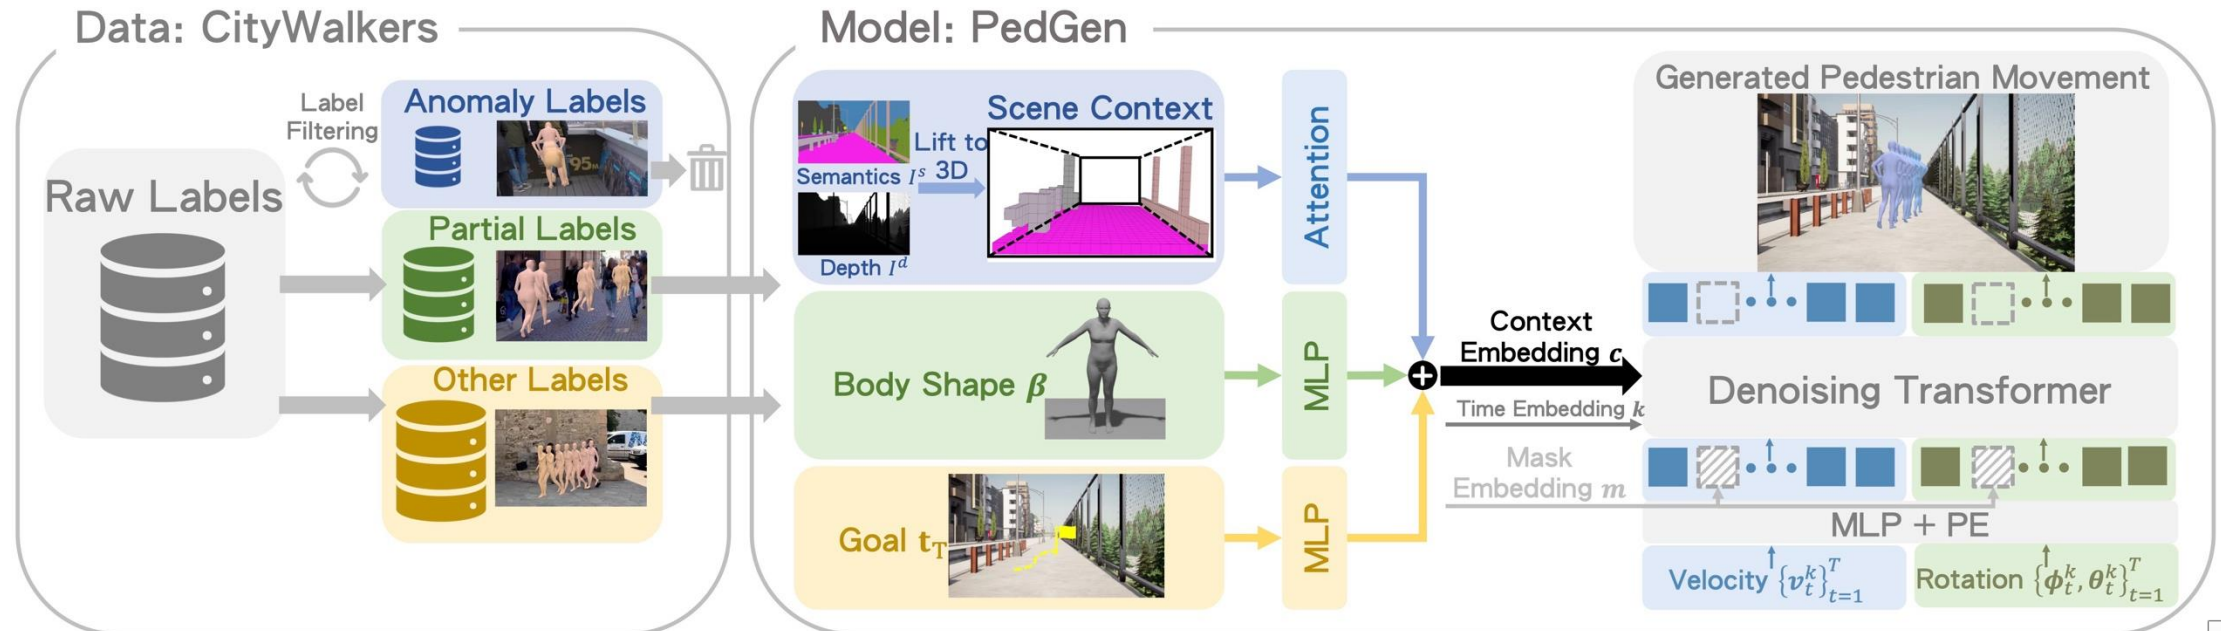 Data: CityWalkers
Model: PedGen
Label
Filtering
Raw Labels
Anomaly Labels
95M
Partial Labels
Other Labels
Semantics I^s
Depth I^d
Lift to
3D
Scene Context
Body Shape β
Goal t_T
Attention
MLP
MLP
Context
Embedding c
Time Embedding k
Mask
Embedding m
Generated Pedestrian Movement
Denoising Transformer
MLP + PE
Velocity {v_t^k}_{t=1}^T
Rotation {ϕ_t^k, θ_t^k}_{t=1}^T